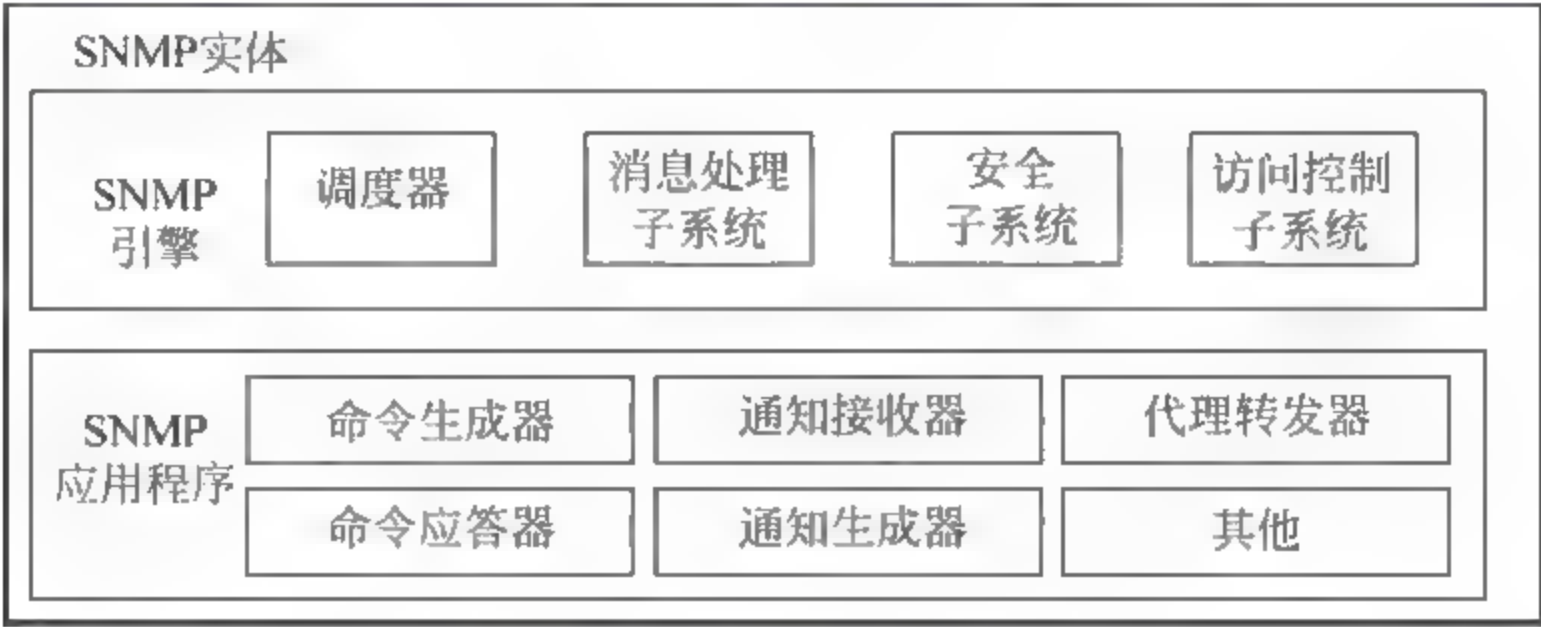 SNMP实体
SNMP
引擎
调度器
消息处理
子系统
安全
子系统
访问控制
子系统
SNMP
应用程序
命令生成器
通知接收器
代理转发器
命令应答器
通知生成器
其他